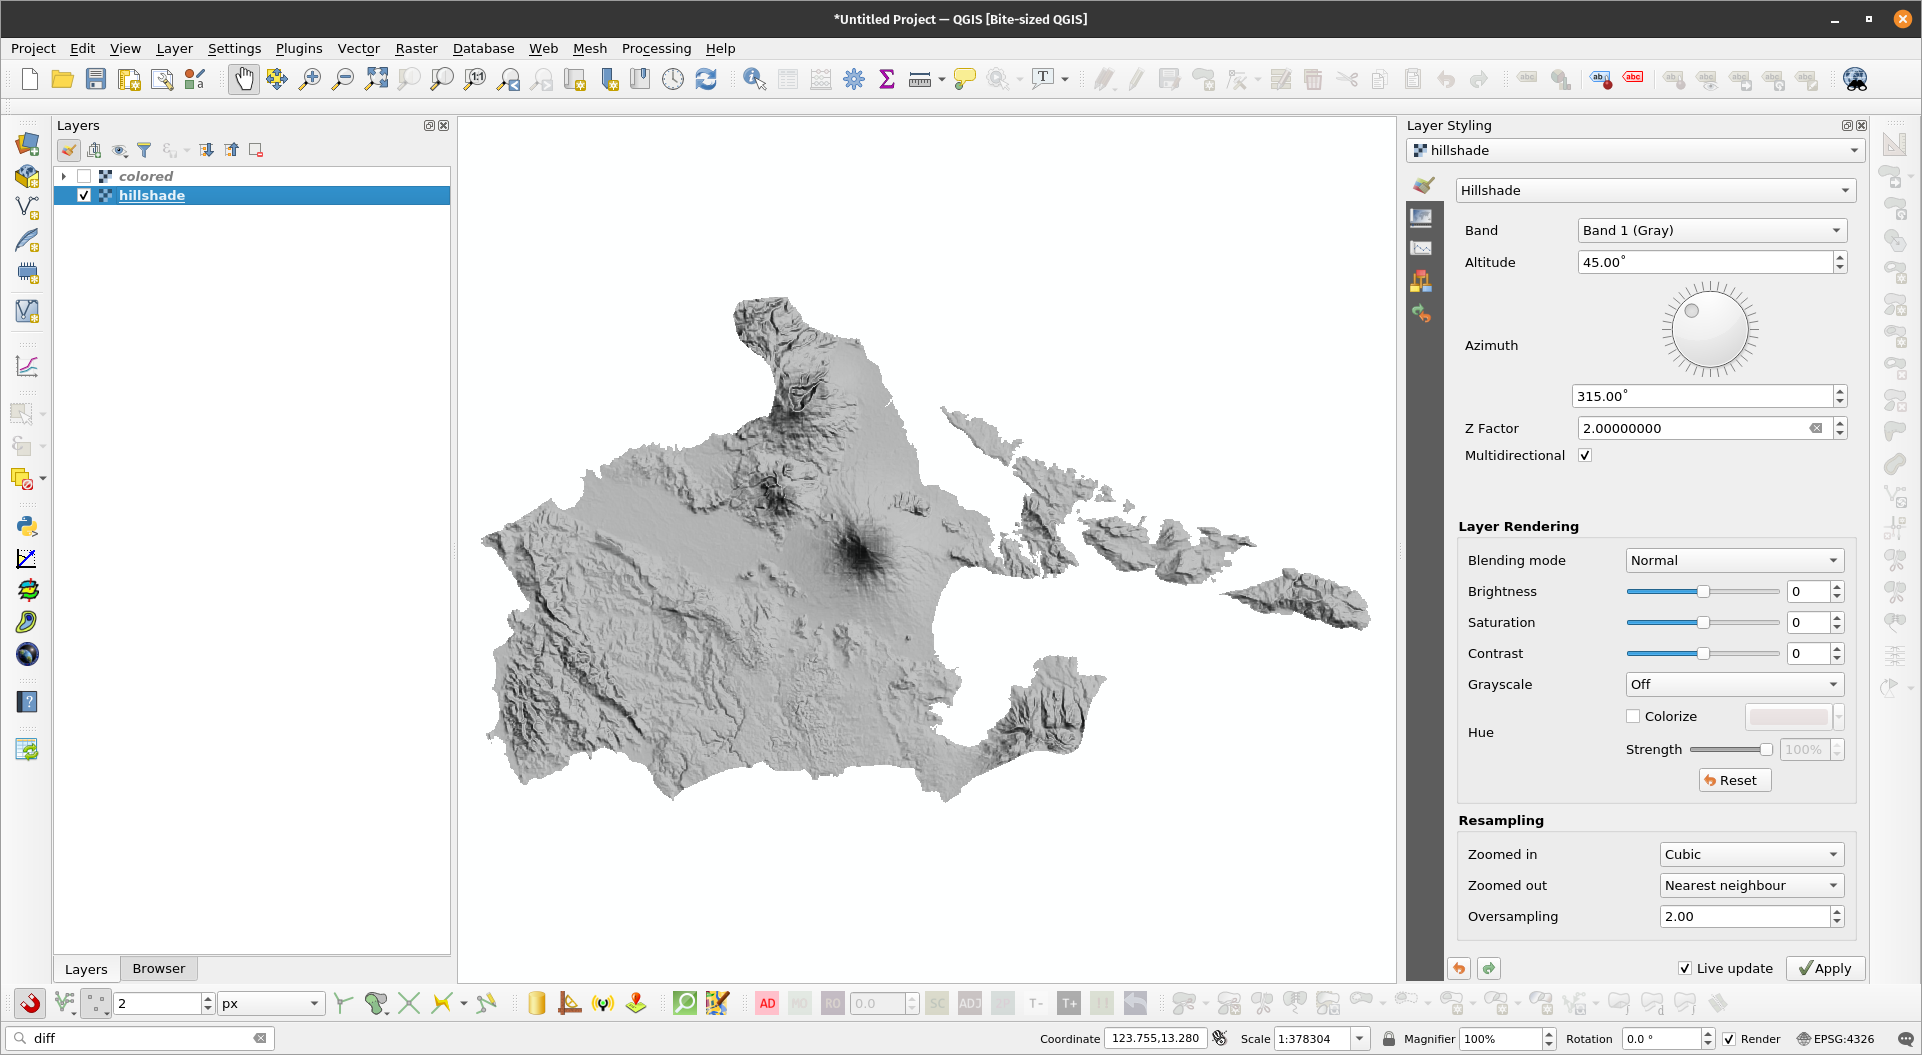 *Untitled Project — QGIS [Bite-sized QGIS]
Project Edit View Layer Settings Plugins Vector Raster Database Web Mesh Processing Help
1:1
T
abc
abc
Layers
colored
hillshade
Layers Browser
Layer Styling
hillshade
Hillshade
Band Band 1 (Gray)
Altitude 45.00°
Azimuth
315.00°
Z Factor 2.00000000
Multidirectional
Layer Rendering
Blending mode Normal
Brightness 0
Saturation 0
Contrast 0
Grayscale Off
Hue Colorize
Strength 100%
Reset
Resampling
Zoomed in Cubic
Zoomed out Nearest neighbour
Oversampling 2.00
Live update Apply
2 px AD MO RO 0.0 SC ADJ T- T+
diff Coordinate 123.755,13.280 Scale 1:378304 Magnifier 100% Rotation 0.0 ° Render EPSG:4326